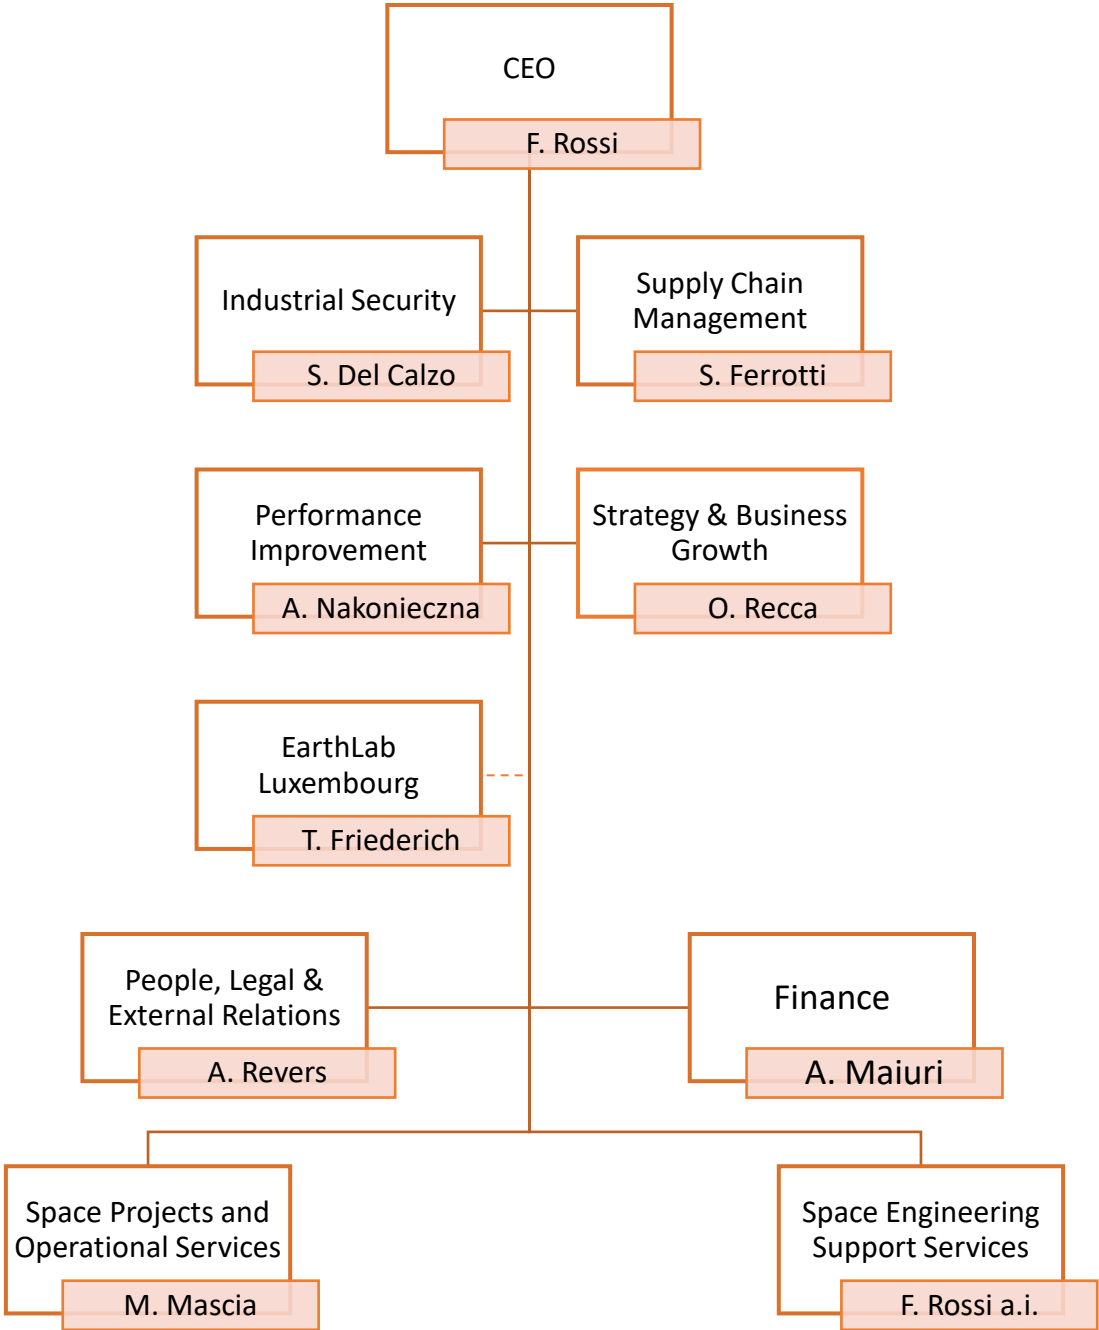 CEO
F. Rossi
Industrial Security
S. Del Calzo
Supply Chain
Management
S. Ferrotti
Performance
Improvement
A. Nakonieczna
Strategy & Business
Growth
O. Recca
EarthLab
Luxembourg
T. Friederich
People, Legal &
External Relations
A. Revers
Finance
A. Maiuri
Space Projects and
Operational Services
M. Mascia
Space Engineering
Support Services
F. Rossi a.i.